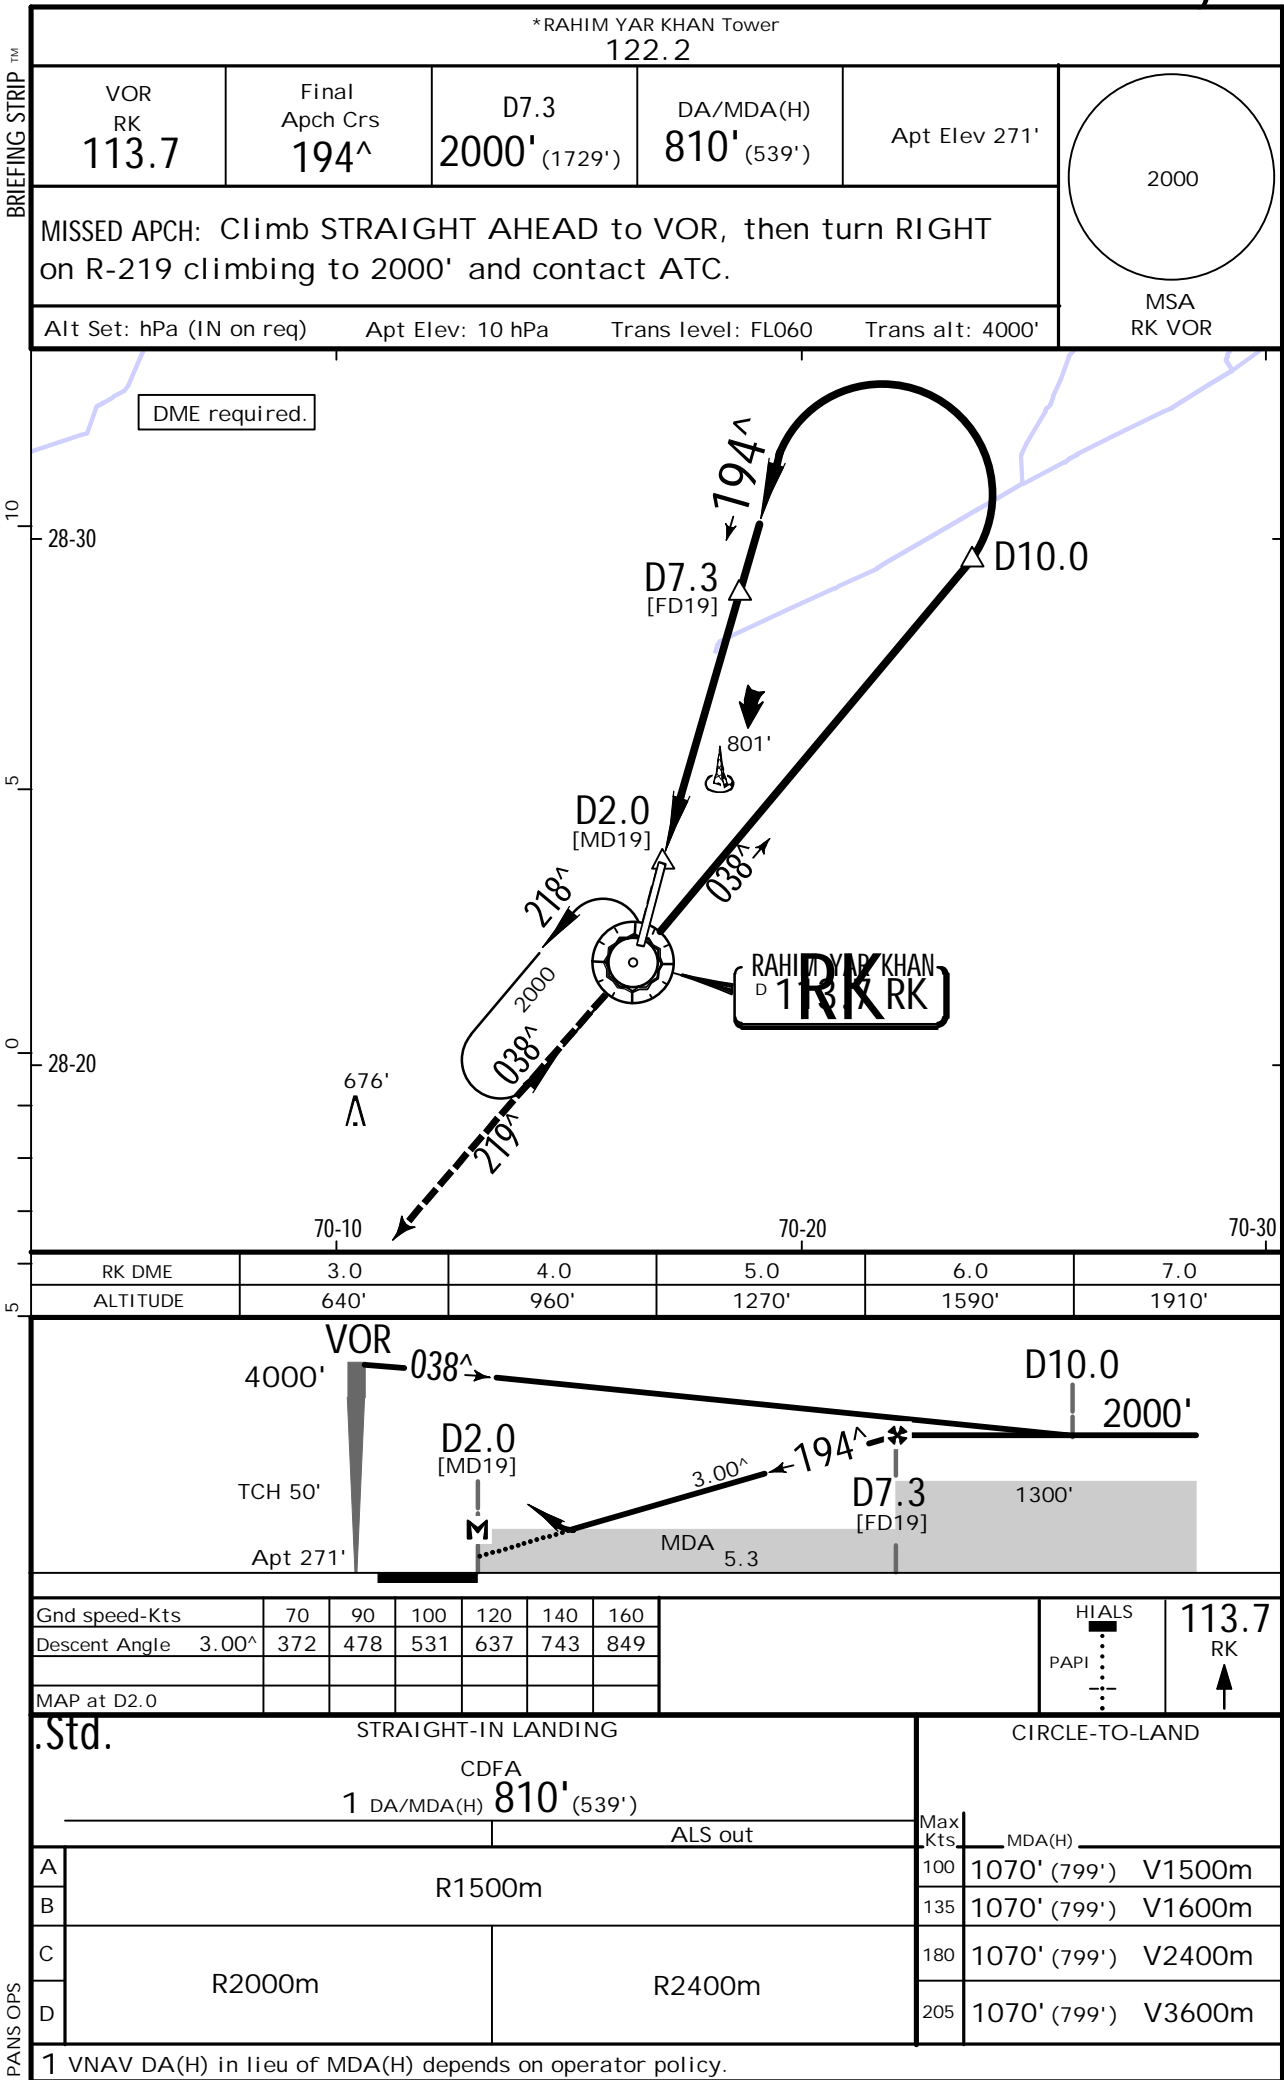 *RAHIM YAR KHAN Tower
122.2
BRIEFING STRIP TM
VOR
RK
113.7
Final
Apch Crs
194^
D7.3
2000' (1729')
DA/MDA(H)
810' (539')
Apt Elev 271'
2000
MSA
RK VOR
MISSED APCH: Climb STRAIGHT AHEAD to VOR, then turn RIGHT
on R-219 climbing to 2000' and contact ATC.
Alt Set: hPa (IN on req) Apt Elev: 10 hPa Trans level: FL060 Trans alt: 4000'
DME required.
194^
10
28-30
D10.0
D7.3
[FD19]
801'
5
D2.0
[MD19]
038^
218^
2000
RAHIM YAR KHAN
D 113.7 RK
RK
0
28-20
038^
676'
219^
70-10 70-20 70-30
RK DME 3.0 4.0 5.0 6.0 7.0
ALTITUDE 640' 960' 1270' 1590' 1910'
5
VOR
4000'
038^
D10.0
2000'
D2.0
[MD19]
194^
3.00^
TCH 50'
D7.3
[FD19]
1300'
M
MDA
5.3
Apt 271'
Gnd speed-Kts 70 90 100 120 140 160
Descent Angle 3.00^ 372 478 531 637 743 849
MAP at D2.0
HIALS
PAPI
113.7
RK
.Std.
STRAIGHT-IN LANDING
CIRCLE-TO-LAND
CDFA
1 DA/MDA(H) 810' (539')
ALS out
Max
Kts
MDA(H)
A
B
R1500m
C
D
R2000m R2400m
100 1070' (799') V1500m
135 1070' (799') V1600m
180 1070' (799') V2400m
205 1070' (799') V3600m
PANS OPS
1 VNAV DA(H) in lieu of MDA(H) depends on operator policy.